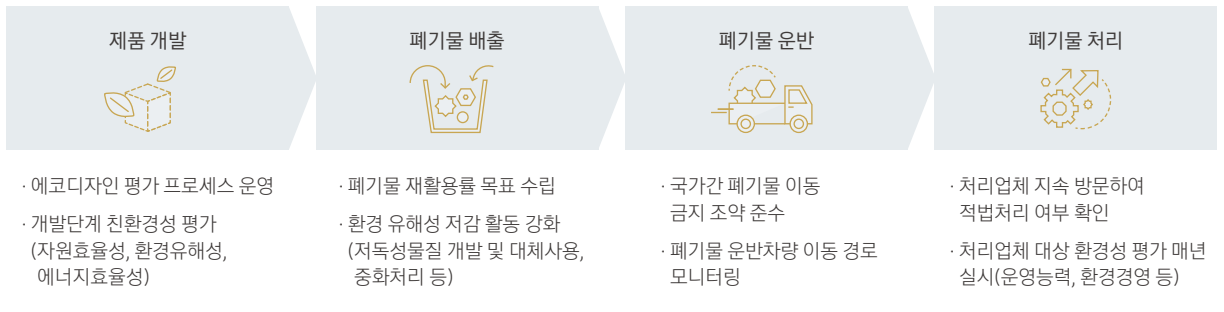 제품 개발
· 에코디자인 평가 프로세스 운영
· 개발단계 친환경성 평가
(자원효율성, 환경유해성,
에너지효율성)
폐기물 배출
· 폐기물 재활용률 목표 수립
· 환경 유해성 저감 활동 강화
(저독성물질 개발 및 대체사용,
중화처리 등)
폐기물 운반
· 국가간 폐기물 이동
금지 조약 준수
· 폐기물 운반차량 이동 경로
모니터링
폐기물 처리
· 처리업체 지속 방문하여
적법처리 여부 확인
· 처리업체 대상 환경성 평가 매년
실시(운영능력, 환경경영 등)